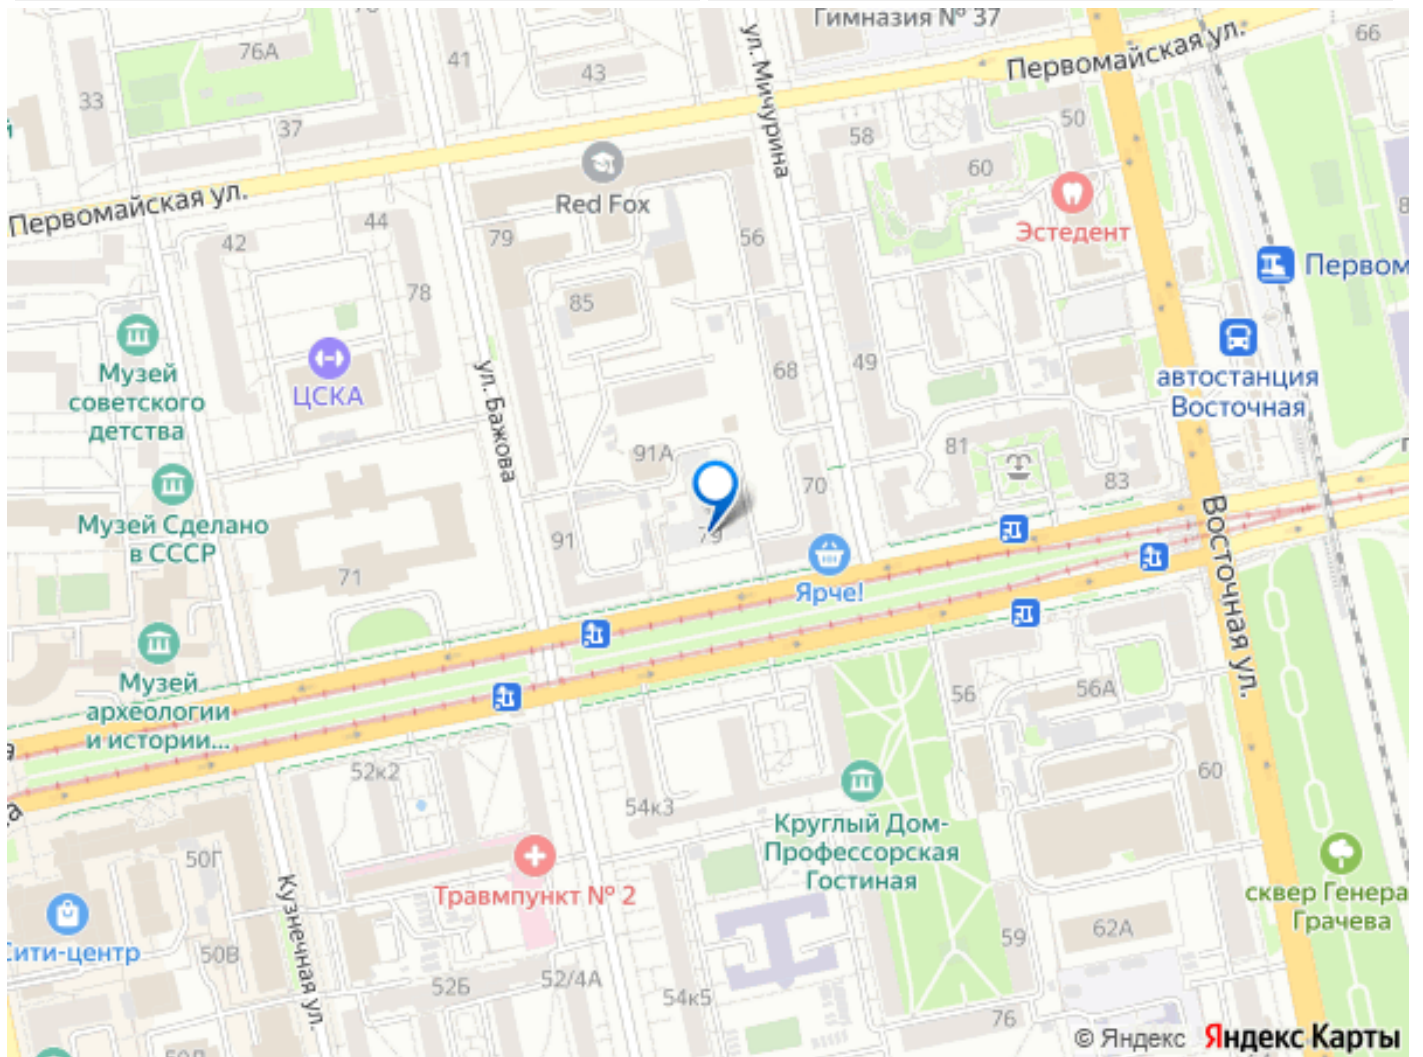 Гимназия № 37
66
76А
41
43
33
37
ул. Мичурина
Первомайская ул.
50
58
60
Первомайская ул.
Red Fox
Эстедент
44
42
79
56
78
85
Первом
Музей
советского
детства
ЦСКА
ул. Бажова
68
49
автостанция
Восточная
91А
81
83
70
Музей Сделано
в СССР
91
79
71
Ярче!
Восточная ул.
Музей
археологии
и истории...
56
56А
52к2
54к3
60
Круглый Дом-
Профессорская
Гостиная
50Г
Травмпункт № 2
Кузнечная ул.
сквер Генера
Грачева
Сити-центр
50В
52Б
52/4А
54к5
59
62А
76
© Яндекс Яндекс Карты